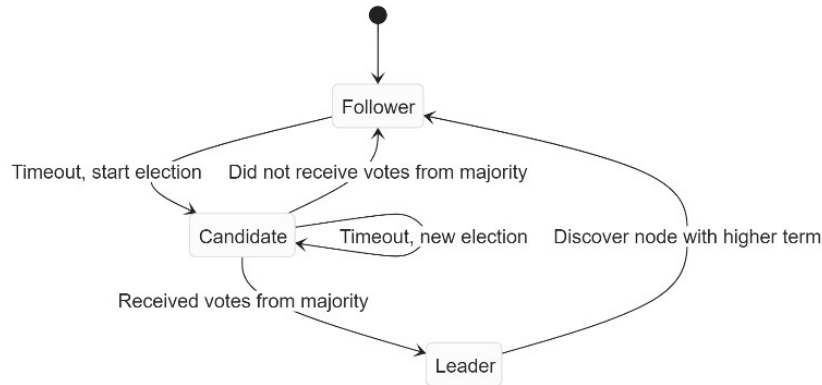 Follower
Timeout, start election
Did not receive votes from majority
Candidate
Timeout, new election
Discover node with higher term
Received votes from majority
Leader